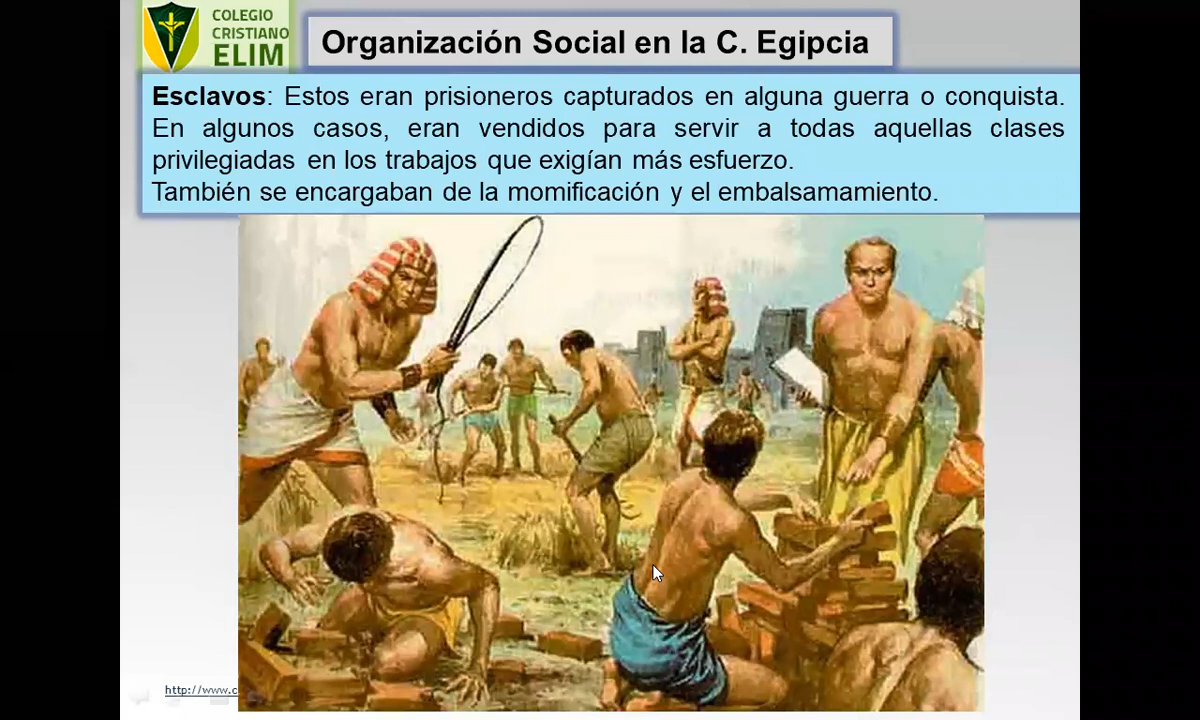 COLEGIO
CRISTIANO
ELIM
Organización Social en la C. Egipcia
Esclavos: Estos eran prisioneros capturados en alguna guerra o conquista.
En algunos casos, eran vendidos para servir a todas aquellas clases
privilegiadas en los trabajos que exigían más esfuerzo.
También se encargaban de la momificación y el embalsamamiento.
http://www.c